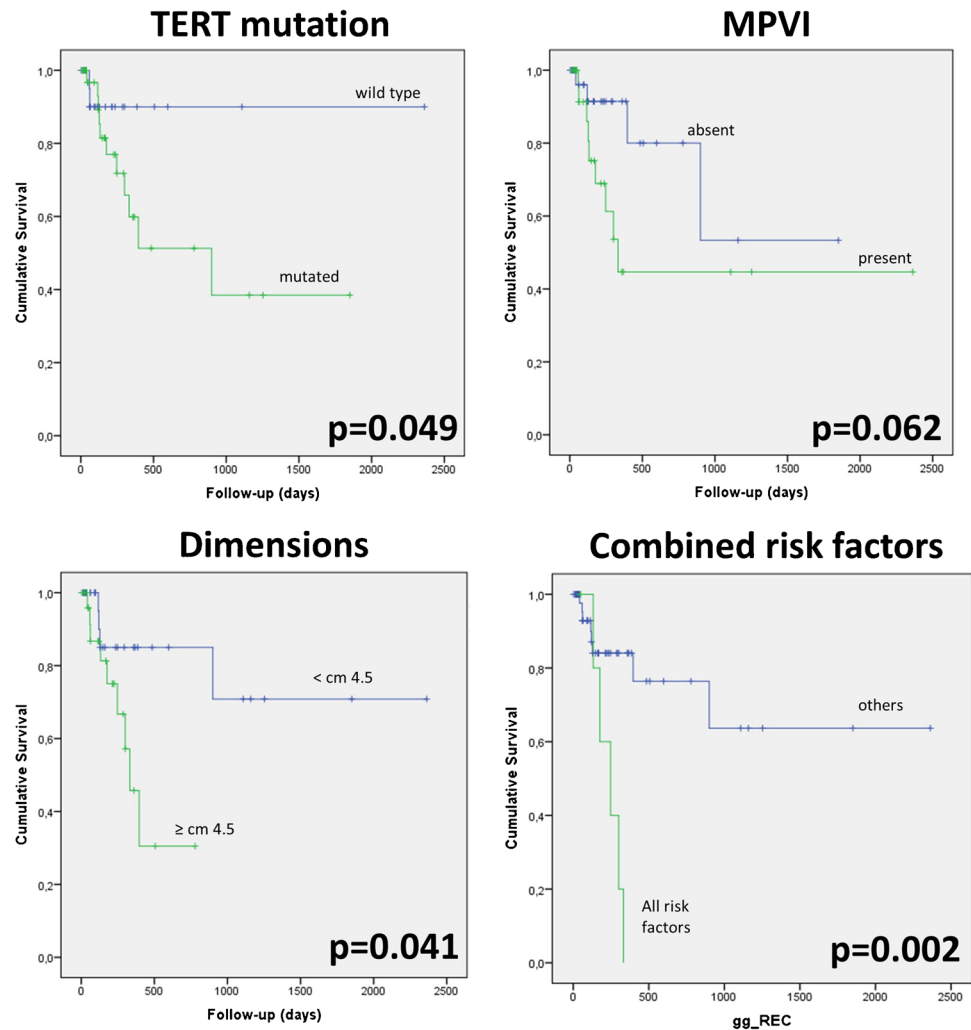 TERT mutation
1,0
0,8
0,6
0,4
0,2
0,0
Cumulative Survival
wild type
mutated
p=0.049
0
500
1000
1500
2000
2500
Follow-up (days)
MPVI
1,0
0,8
0,6
0,4
0,2
0,0
Cumulative Survival
absent
present
p=0.062
0
500
1000
1500
2000
2500
Follow-up (days)
Dimensions
1,0
0,8
0,6
0,4
0,2
0,0
Cumulative Survival
< cm 4.5
≥ cm 4.5
p=0.041
0
500
1000
1500
2000
2500
Follow-up (days)
Combined risk factors
1,0
0,8
0,6
0,4
0,2
0,0
Cumulative Survival
others
All risk
factors
p=0.002
0
500
1000
1500
2000
2500
gg_REC